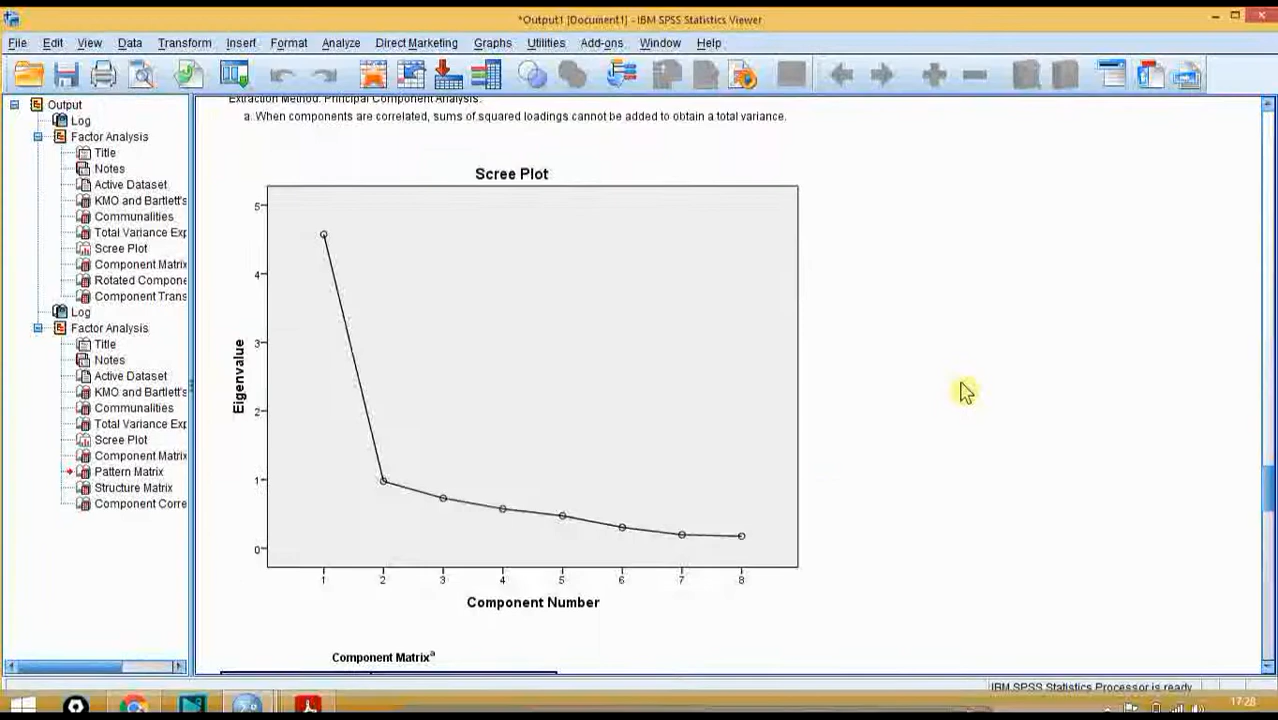 *Output1 [Document1] - IBM SPSS Statistics Viewer
File Edit View Data Transform Insert Format Analyze Direct Marketing Graphs Utilities Add-ons Window Help
Output
Log
Factor Analysis
Title
Notes
Active Dataset
KMO and Bartlett's
Communalities
Total Variance Exp
Scree Plot
Component Matrix
Rotated Compone
Component Trans
Log
Factor Analysis
Title
Notes
Active Dataset
KMO and Bartlett's
Communalities
Total Variance Exp
Scree Plot
Component Matrix
Pattern Matrix
Structure Matrix
Component Corre
Extraction Method: Principal Component Analysis.
a. When components are correlated, sums of squared loadings cannot be added to obtain a total variance.
Scree Plot
5
4
3
2
1
0
Eigenvalue
1 2 3 4 5 6 7 8
Component Number
Component Matrixa
IBM SPSS Statistics Processor is ready
17:28